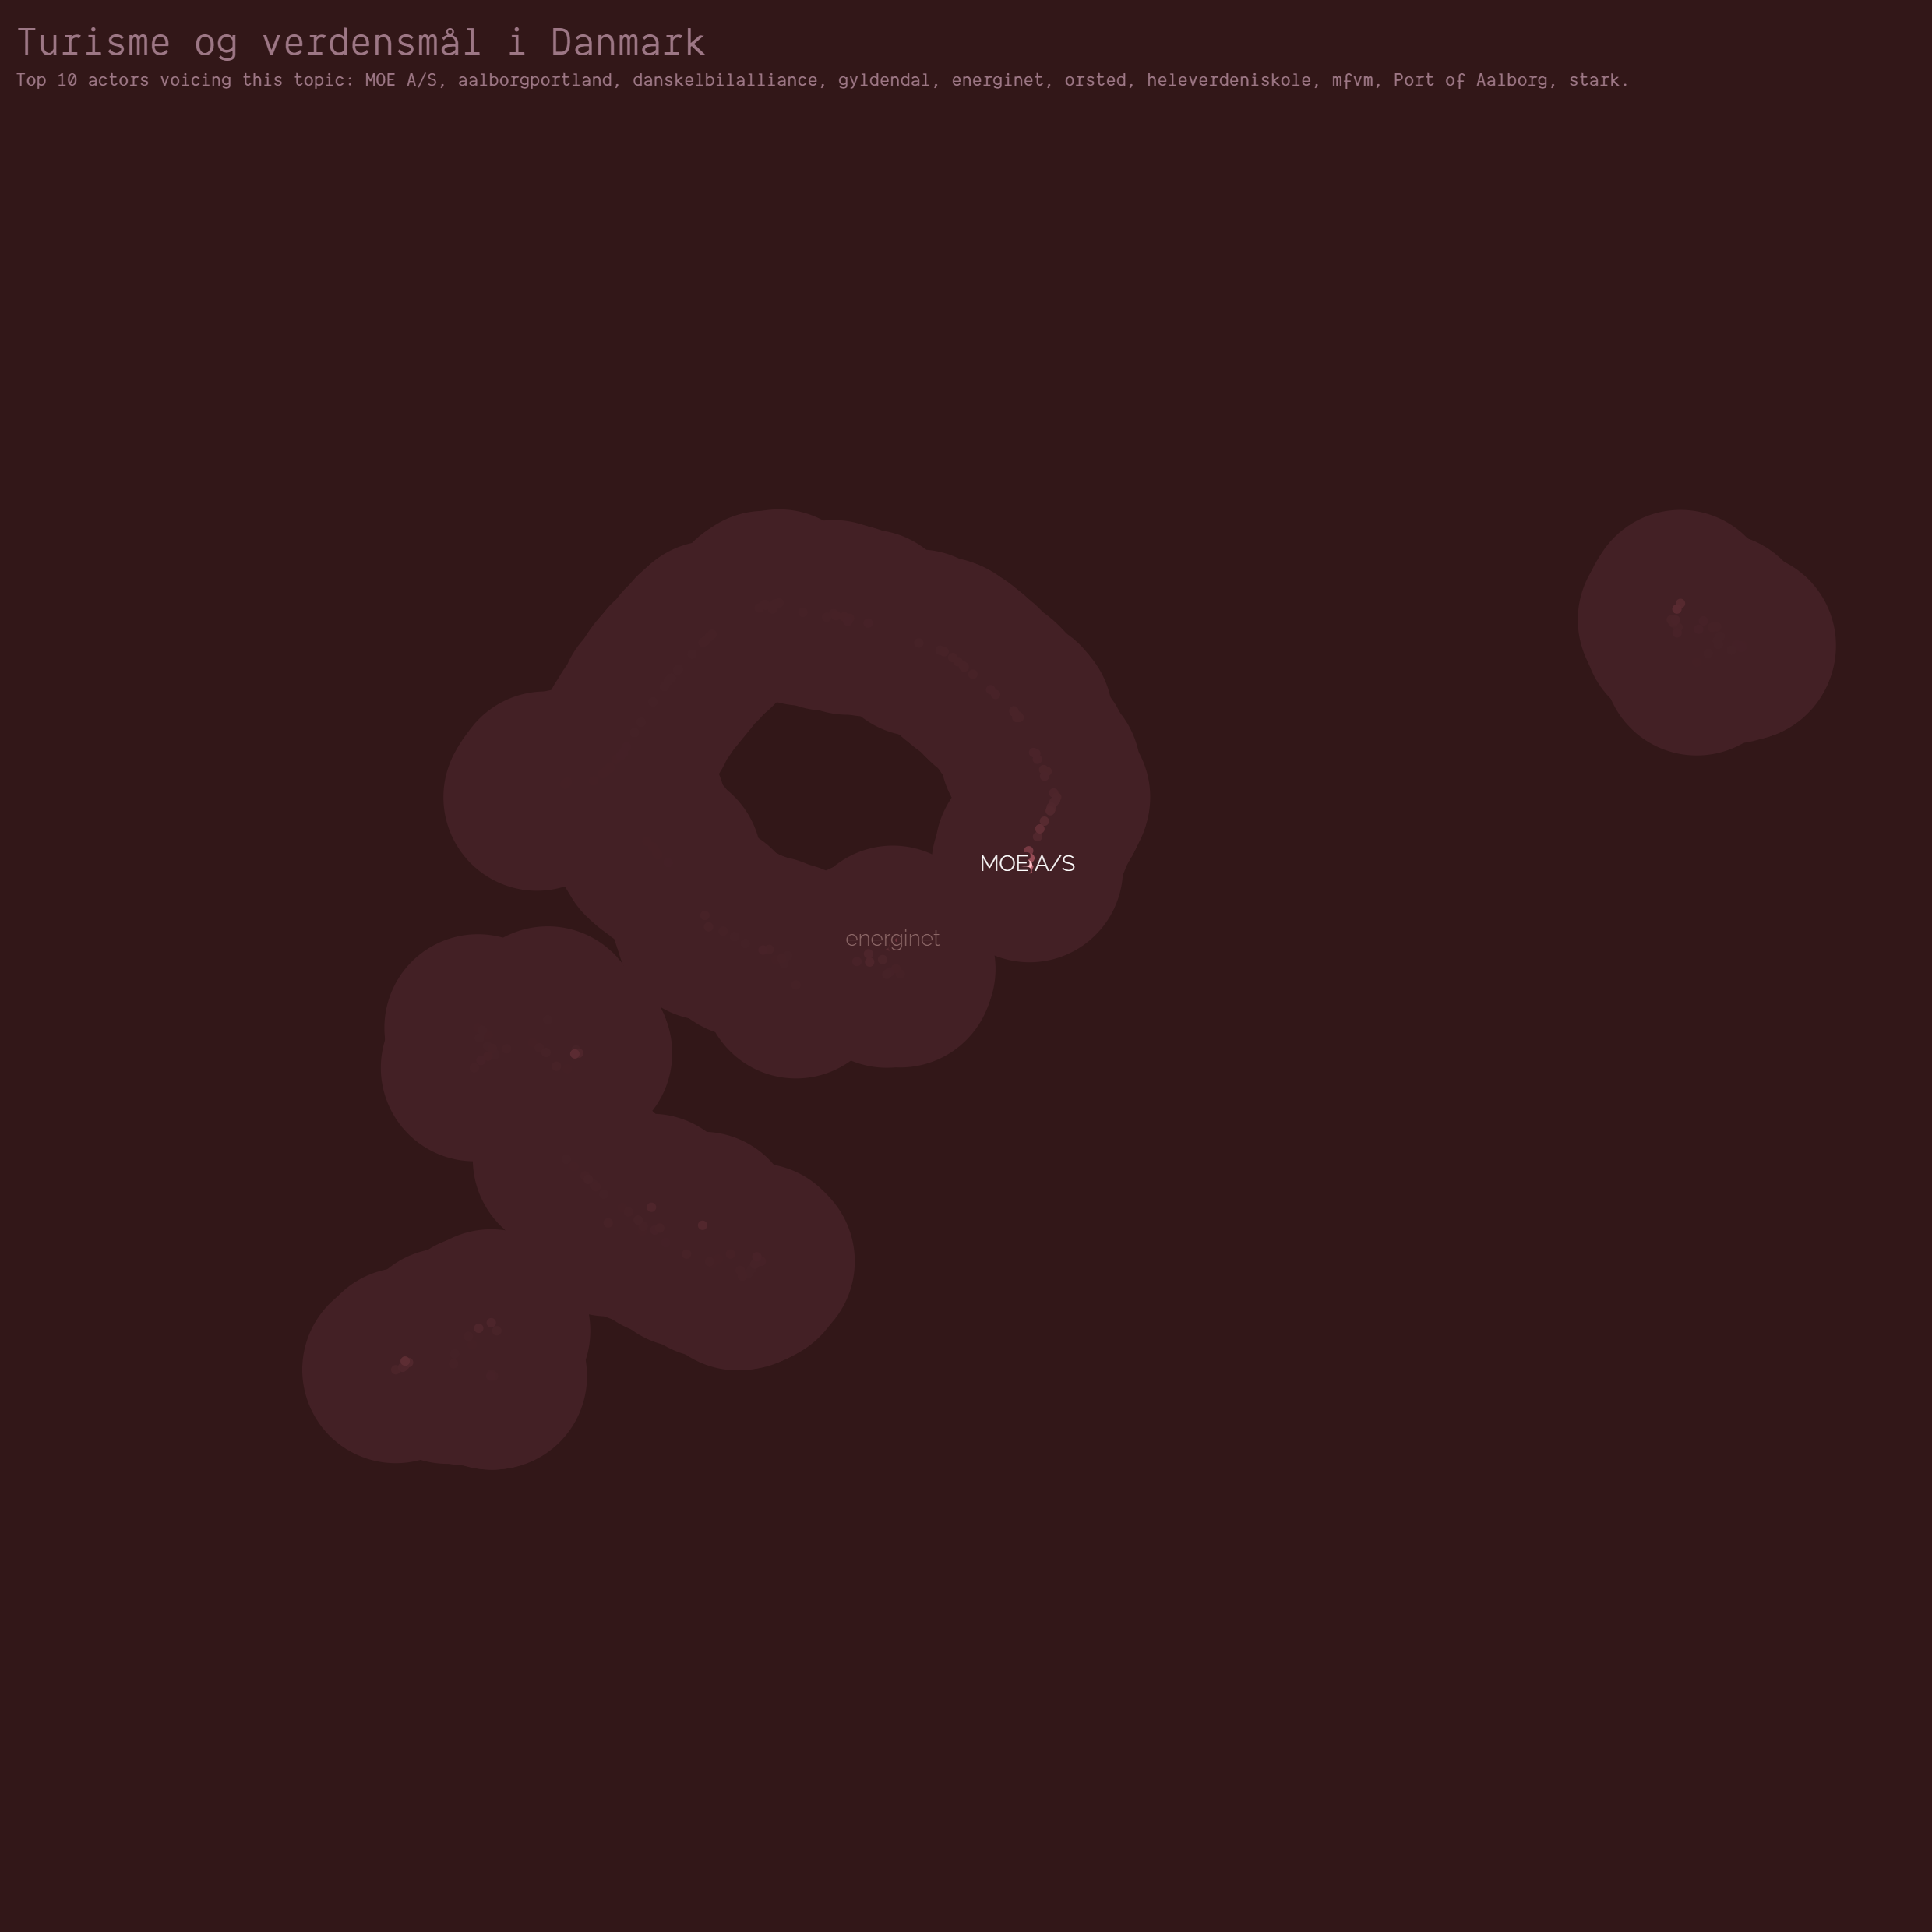 Turisme og verdensmål i Danmark
Top 10 actors voicing this topic: MOE A/S, aalborgportland, danskelbilalliance, gyldendal, energinet, orsted, heleverdeniskole, mfvm, Port of Aalborg, stark.
MOE A/S
energinet